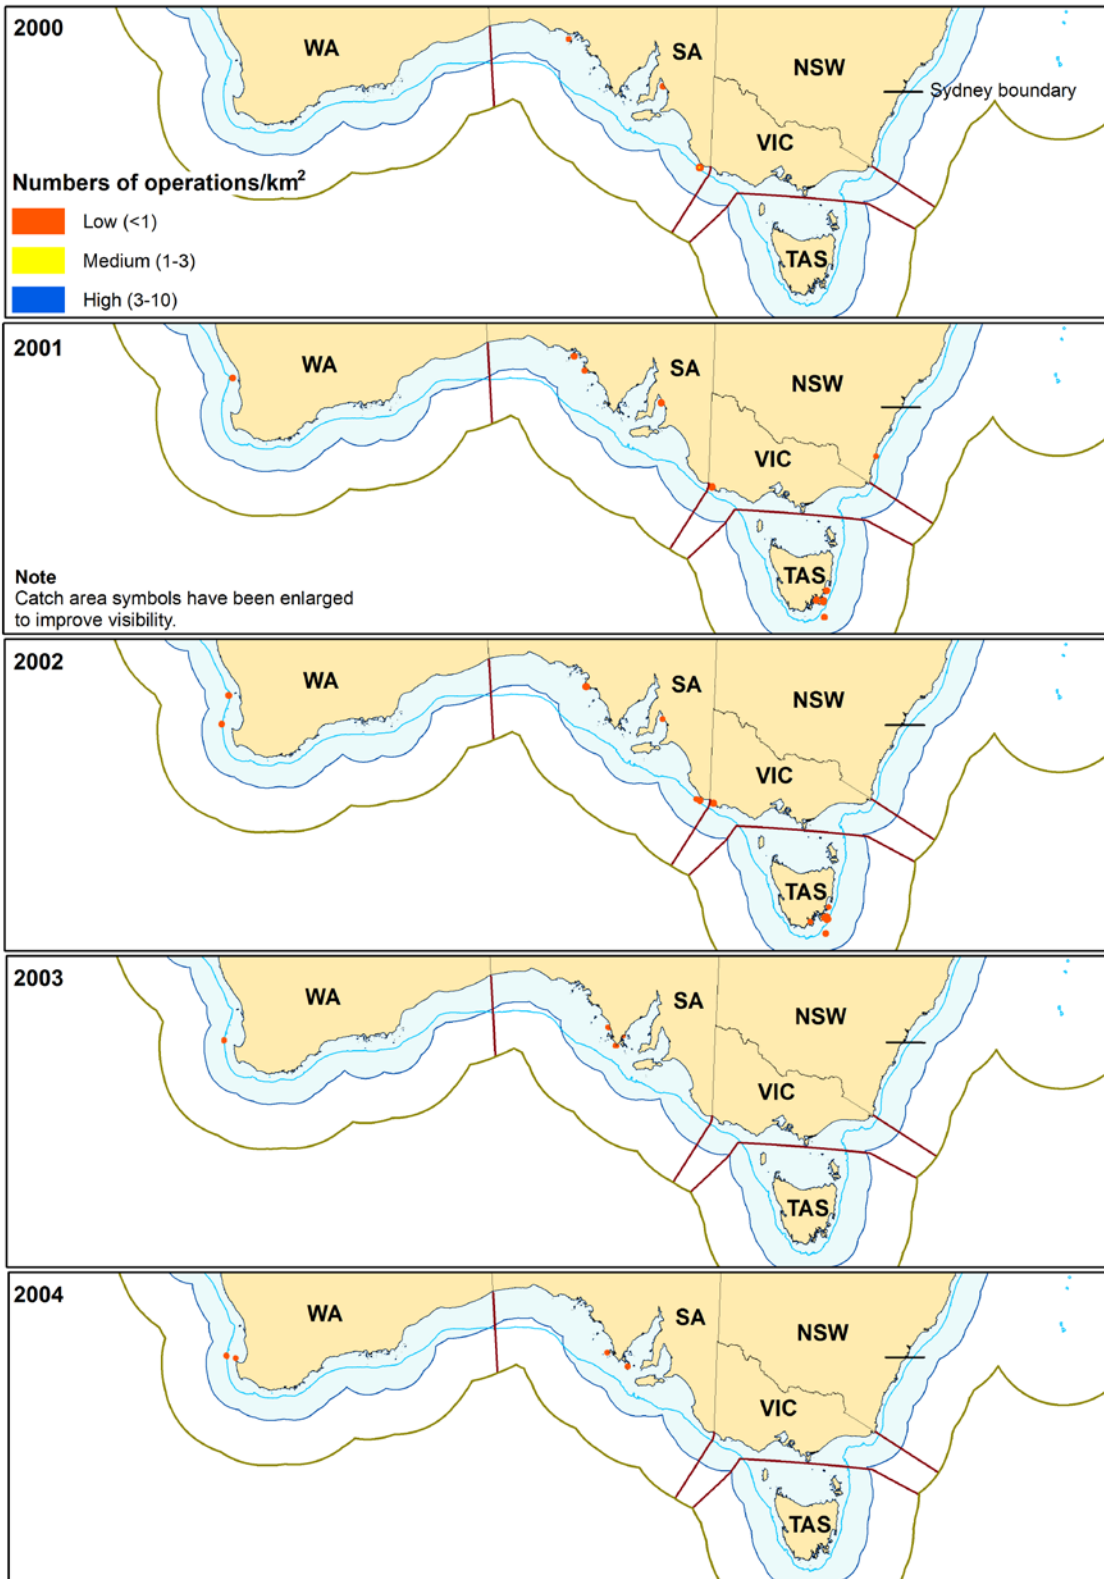 2000
WA
SA
NSW
Sydney boundary
VIC
TAS
Numbers of operations/km²
Low (<1)
Medium (1-3)
High (3-10)
2001
WA
SA
NSW
VIC
TAS
Note
Catch area symbols have been enlarged
to improve visibility.
2002
WA
SA
NSW
VIC
TAS
2003
WA
SA
NSW
VIC
TAS
2004
WA
SA
NSW
VIC
TAS